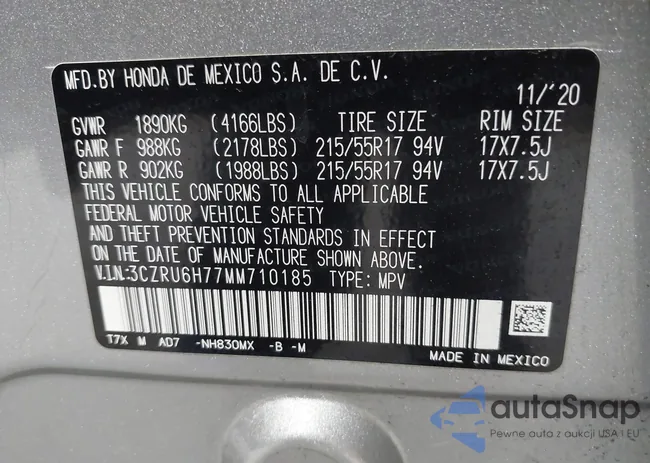 MFD.BY HONDA DE MEXICO S.A. DE C.V.
11/'20
GVWR 1890KG (4166LBS) TIRE SIZE RIM SIZE
GAWR F 988KG (2178LBS) 215/55R17 94V 17X7.5J
GAWR R 902KG (1988LBS) 215/55R17 94V 17X7.5J
THIS VEHICLE CONFORMS TO ALL APPLICABLE
FEDERAL MOTOR VEHICLE SAFETY
AND THEFT PREVENTION STANDARDS IN EFFECT
ON THE DATE OF MANUFACTURE SHOWN ABOVE.
V.I.N.:3CZRU6H77MM710185 TYPE: MPV
T7X M AD7 -NH830MX -B -M
MADE IN MEXICO
autoSnap
Pewne auta z aukcji USA i EU